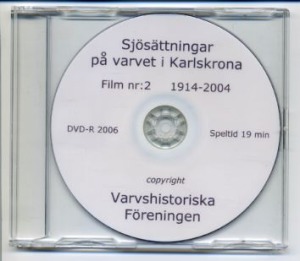 Sjösättningar
på varvet i Karlskrona
Film nr:2 1914-2004
DVD-R 2006 Speltid 19 min
copyright
Varvshistoriska
Föreningen